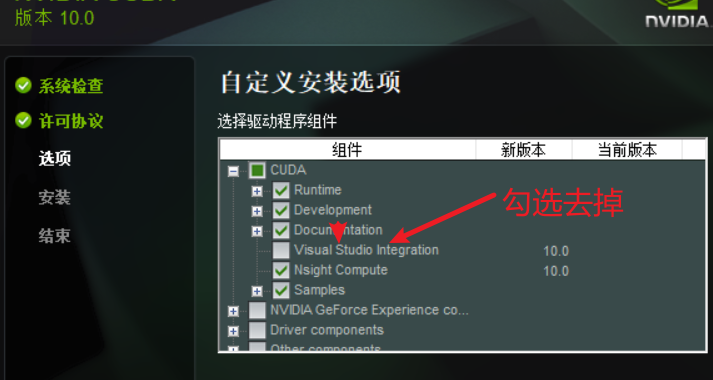 版本 10.0
NVIDIA.
系统检查
许可协议
选项
安装
结束
自定义安装选项
选择驱动程序组件
组件 新版本 当前版本
CUDA
Runtime
Development
Documentation
Visual Studio Integration 10.0
Nsight Compute 10.0
Samples
NVIDIA GeForce Experience co...
Driver components
Other components
勾选去掉